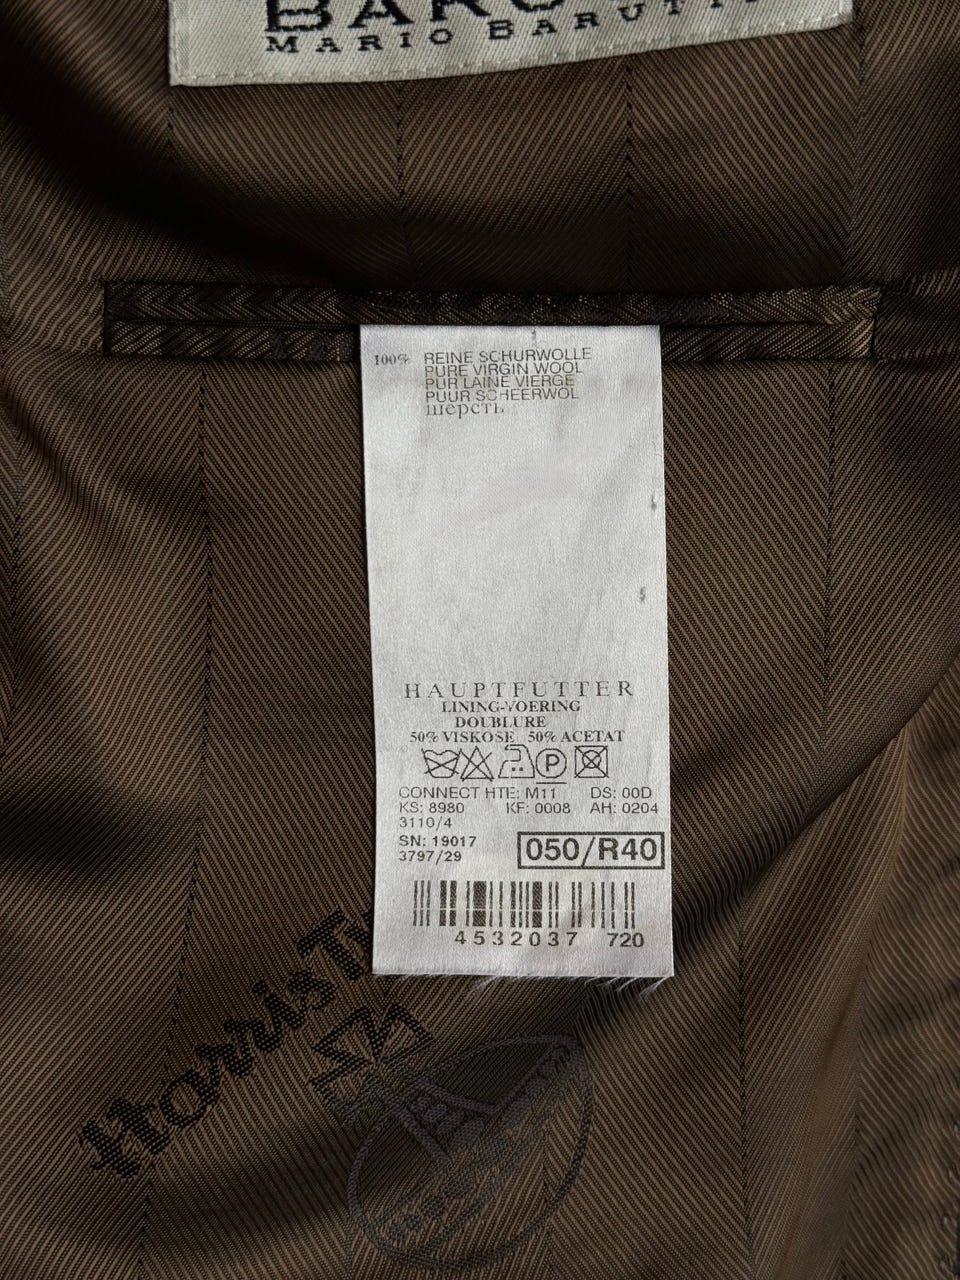 MARIO BARUTTI
100% REINE SCHURWOLLE
PURE VIRGIN WOOL
PUR LAINE VIERGE
PUUR SCHEERWOL
шерсть
HAUPTFUTTER
LINING-VOERING
DOUBLURE
50% VISKOSE 50% ACETAT
P
CONNECT HTE: M11 DS: 00D
KS: 8980 KF: 0008 AH: 0204
3110/4
SN: 19017
3797/29
050/R40
4532037 720
Harris